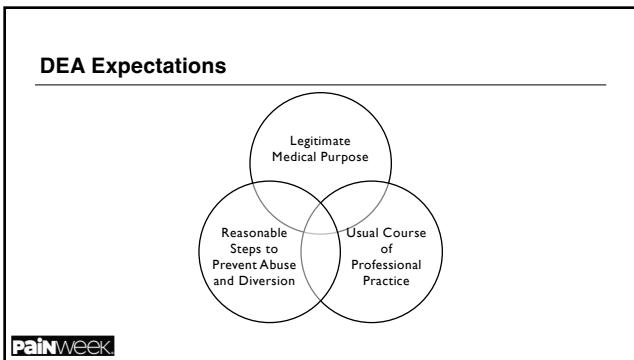 DEA Expectations
Legitimate
Medical Purpose
Reasonable
Steps to
Prevent Abuse
and Diversion
Usual Course
of
Professional
Practice
PAINWEEK.